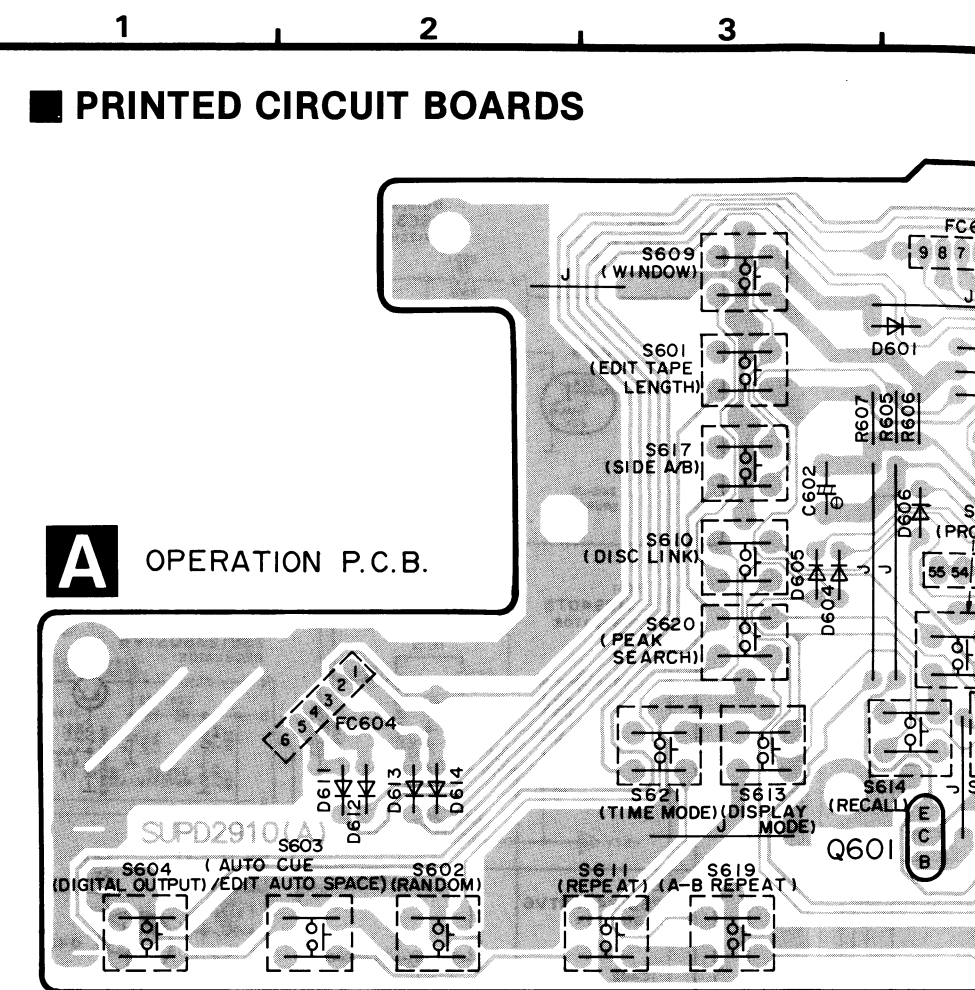 1 2 3
PRINTED CIRCUIT BOARDS
FC6
S609
(WINDOW)
9 8 7
J
J
D601
S601
(EDIT TAPE
LENGTH)
R607
R605
R606
S617
(SIDE A/B)
C602
D606
S
(PRO
A
OPERATION P.C.B.
S610
(DISC LINK)
D605
D604
J
J
55 54
S620
(PEAK
SEARCH)
1
2
3
4
5
6
FC604
D611
D612
D613
D614
S621
(TIME MODE)
S613
(DISPLAY
MODE)
J
S614
(RECALL)
J
S
Q601
E
C
B
SUPD2910(A)
S603
(AUTO CUE
/EDIT AUTO SPACE)
S604
(DIGITAL OUTPUT)
S602
(RANDOM)
S611
(REPEAT)
S619
(A-B REPEAT)